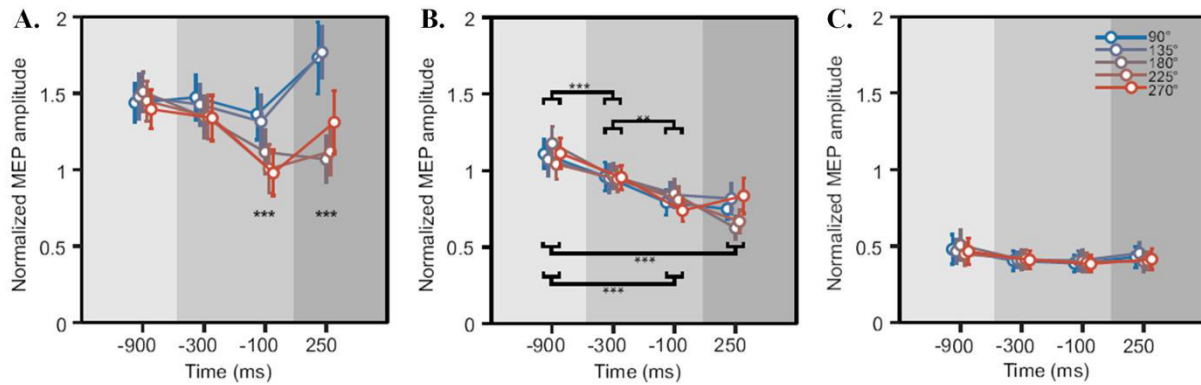 A.
Normalized MEP amplitude
2
1.5
1
0.5
0
***
***
-900 -300 -100 250
Time (ms)
B.
Normalized MEP amplitude
2
1.5
1
0.5
0
***
**
***
***
-900 -300 -100 250
Time (ms)
C.
Normalized MEP amplitude
2
1.5
1
0.5
0
90°
135°
180°
225°
270°
-900 -300 -100 250
Time (ms)